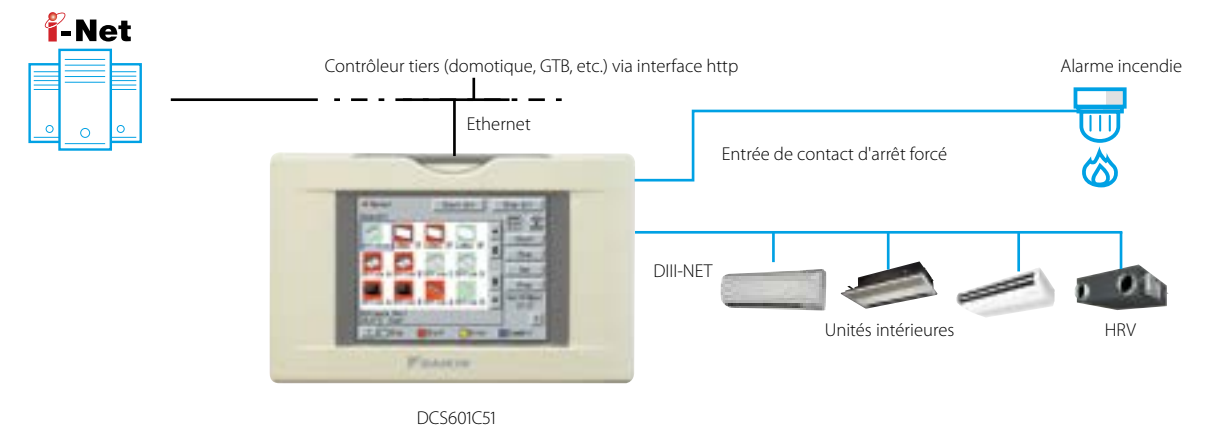 i-Net
Contrôleur tiers (domotique, GTB, etc.) via interface http
Alarme incendie
Ethernet
Entrée de contact d'arrêt forcé
DIII-NET
Unités intérieures
HRV
DAIKIN
DCS601C51